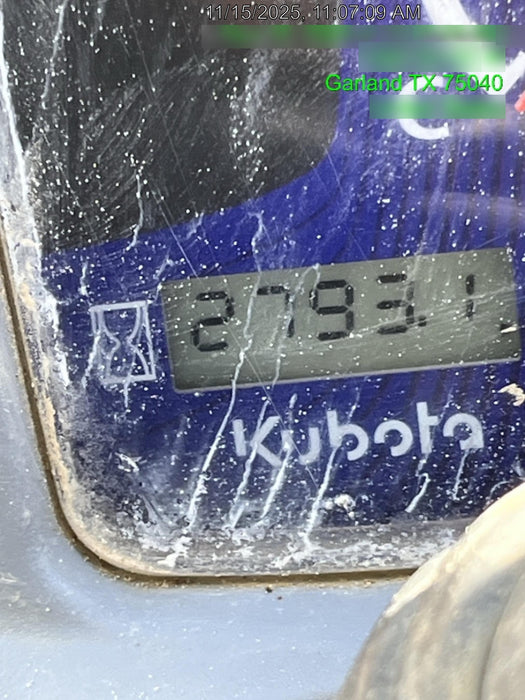 11/15/2025, 11:07:09 AM
Garland TX 75040
2793.1
Kubota